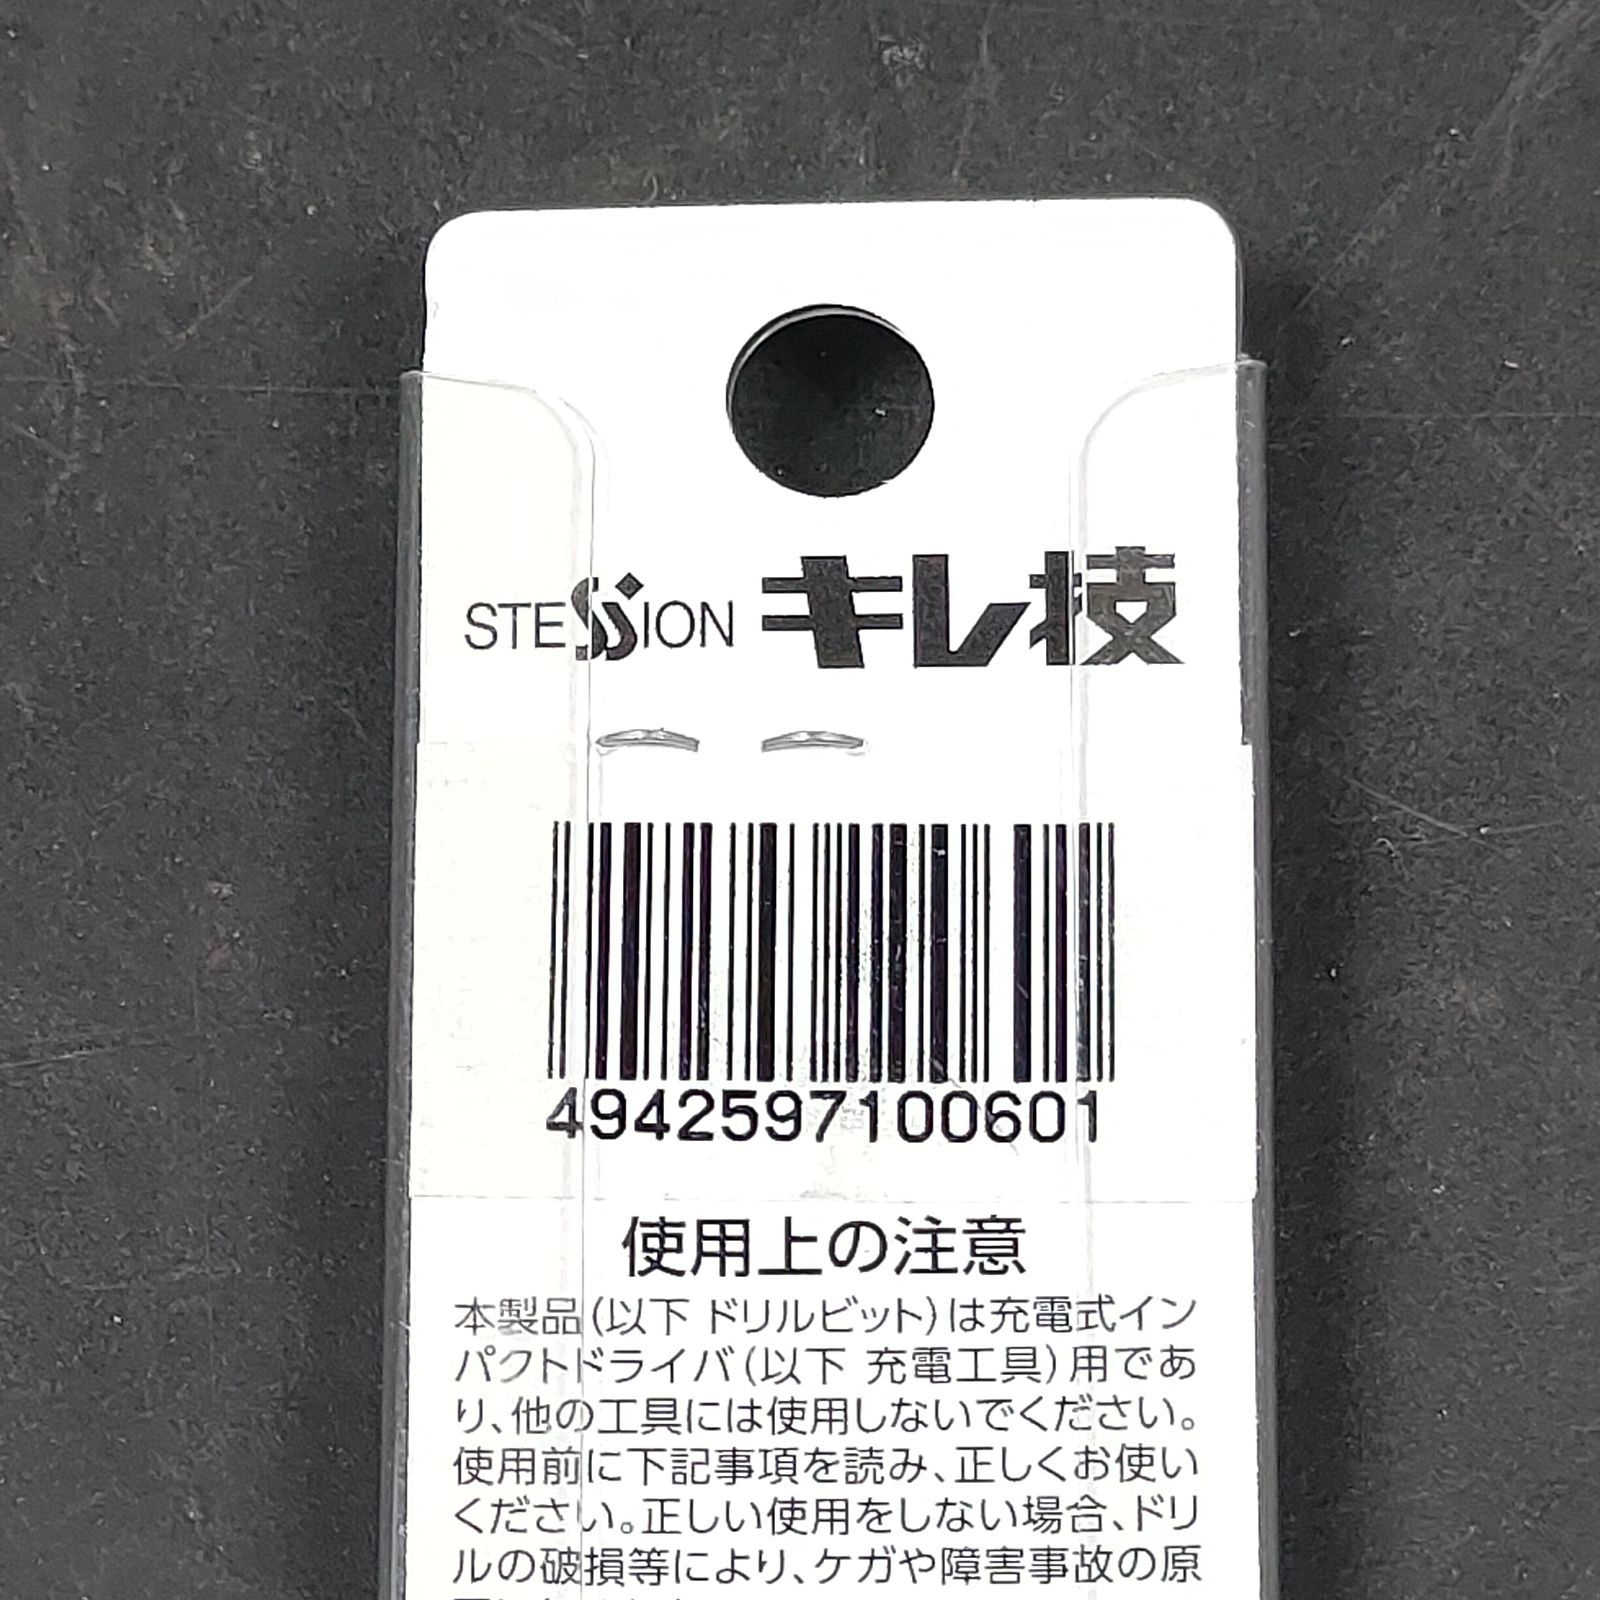 STESSION キレ技
4942597100601
使用上の注意
本製品(以下 ドリルビット)は充電式イン
パクトドライバ(以下 充電工具)用であ
り、他の工具には使用しないでください。
使用前に下記事項を読み、正しくお使い
ください。正しい使用をしない場合、ドリ
ルの破損等により、ケガや障害事故の原